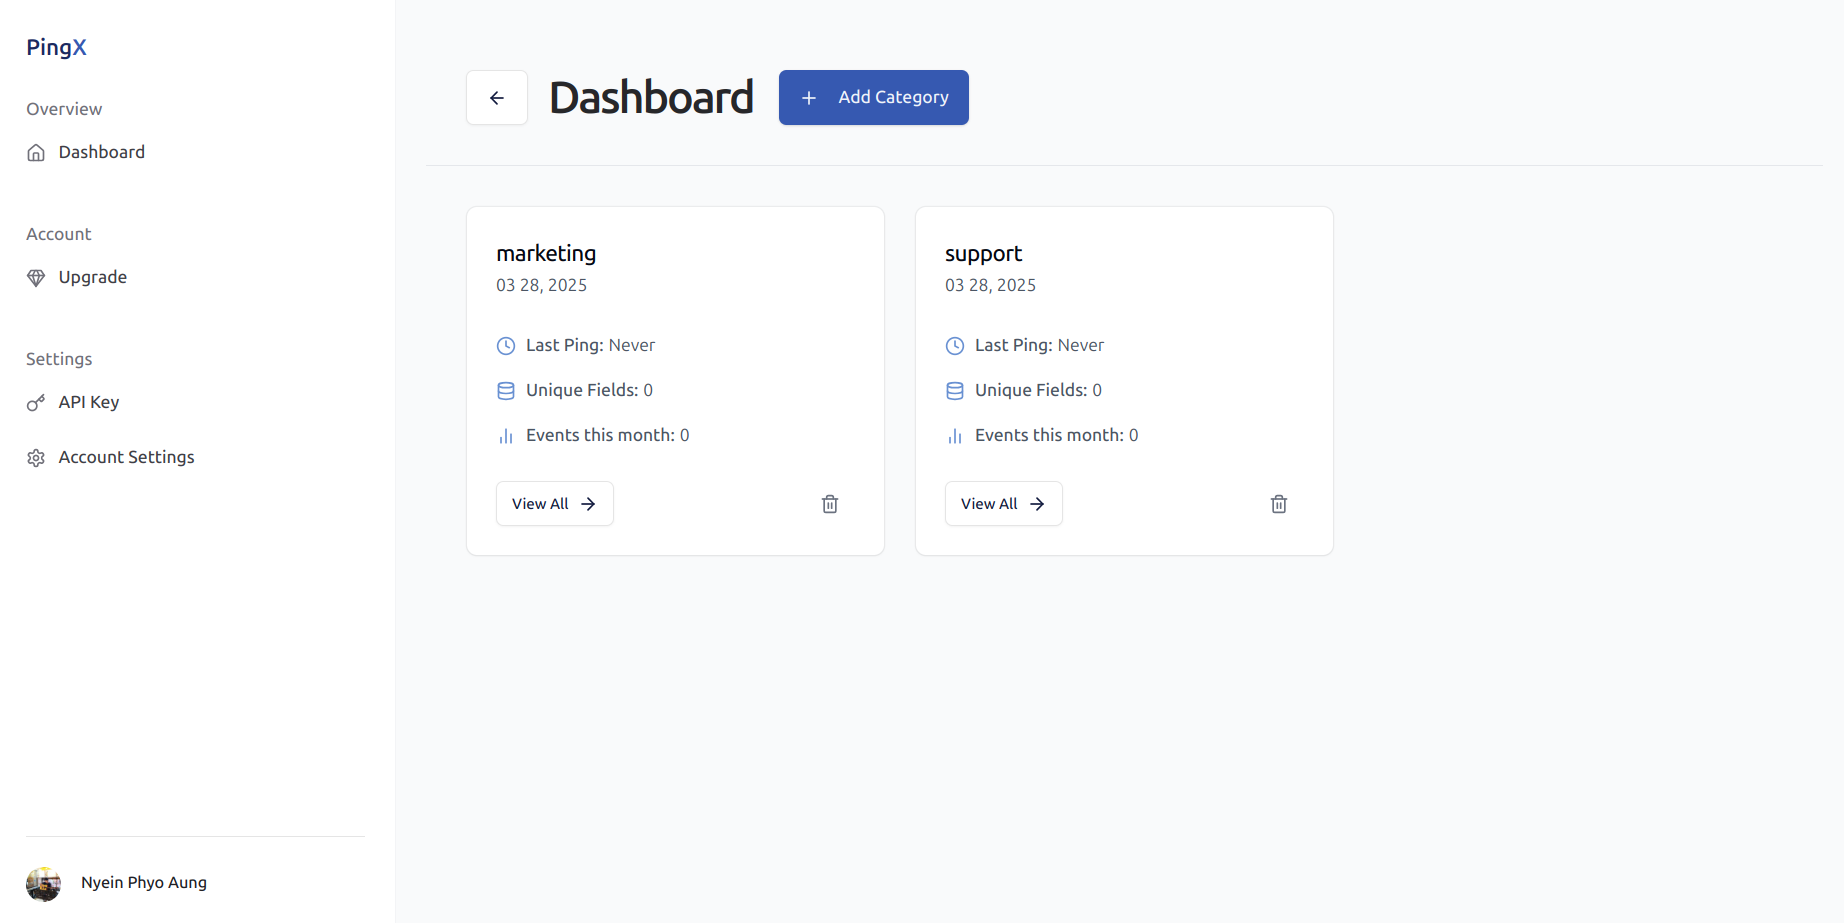 PingX
Overview
Dashboard
Account
Upgrade
Settings
API Key
Account Settings
Nyein Phyo Aung
Dashboard
Add Category
marketing
03 28, 2025
Last Ping: Never
Unique Fields: 0
Events this month: 0
View All
support
03 28, 2025
Last Ping: Never
Unique Fields: 0
Events this month: 0
View All